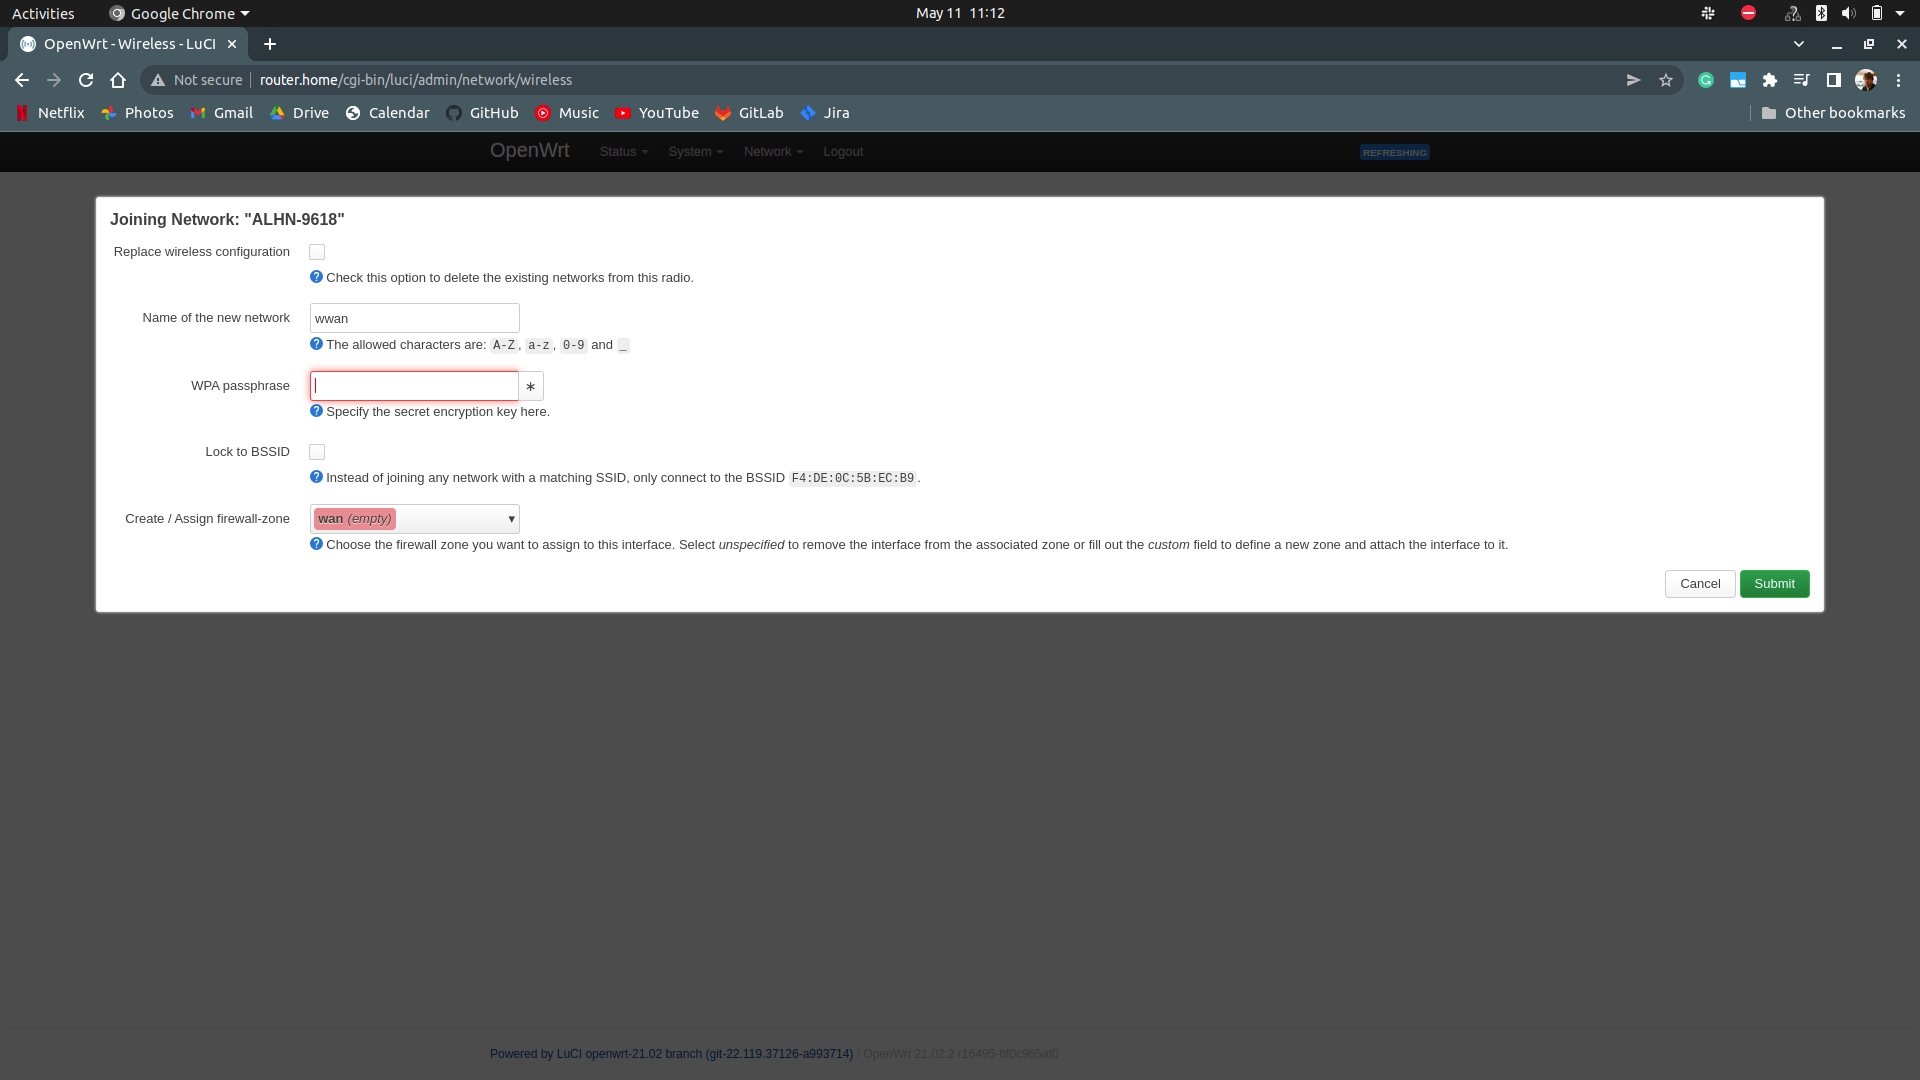 Activities Google Chrome May 11 11:12
OpenWrt - Wireless - LuCI
Not secure router.home/cgi-bin/luci/admin/network/wireless
Netflix Photos Gmail Drive Calendar GitHub Music YouTube GitLab Jira Other bookmarks
OpenWrt Status System Network Logout REFRESHING
Joining Network: "ALHN-9618"
Replace wireless configuration
Check this option to delete the existing networks from this radio.
Name of the new network wwan
The allowed characters are: A-Z, a-z, 0-9 and _
WPA passphrase *
Specify the secret encryption key here.
Lock to BSSID
Instead of joining any network with a matching SSID, only connect to the BSSID F4:DE:0C:5B:EC:B9.
Create / Assign firewall-zone wan (empty)
Choose the firewall zone you want to assign to this interface. Select unspecified to remove the interface from the associated zone or fill out the custom field to define a new zone and attach the interface to it.
Cancel Submit
Powered by LuCI openwrt-21.02 branch (git-22.119.37126-a993714) / OpenWrt 21.02.2 r16495-bf0c965af0